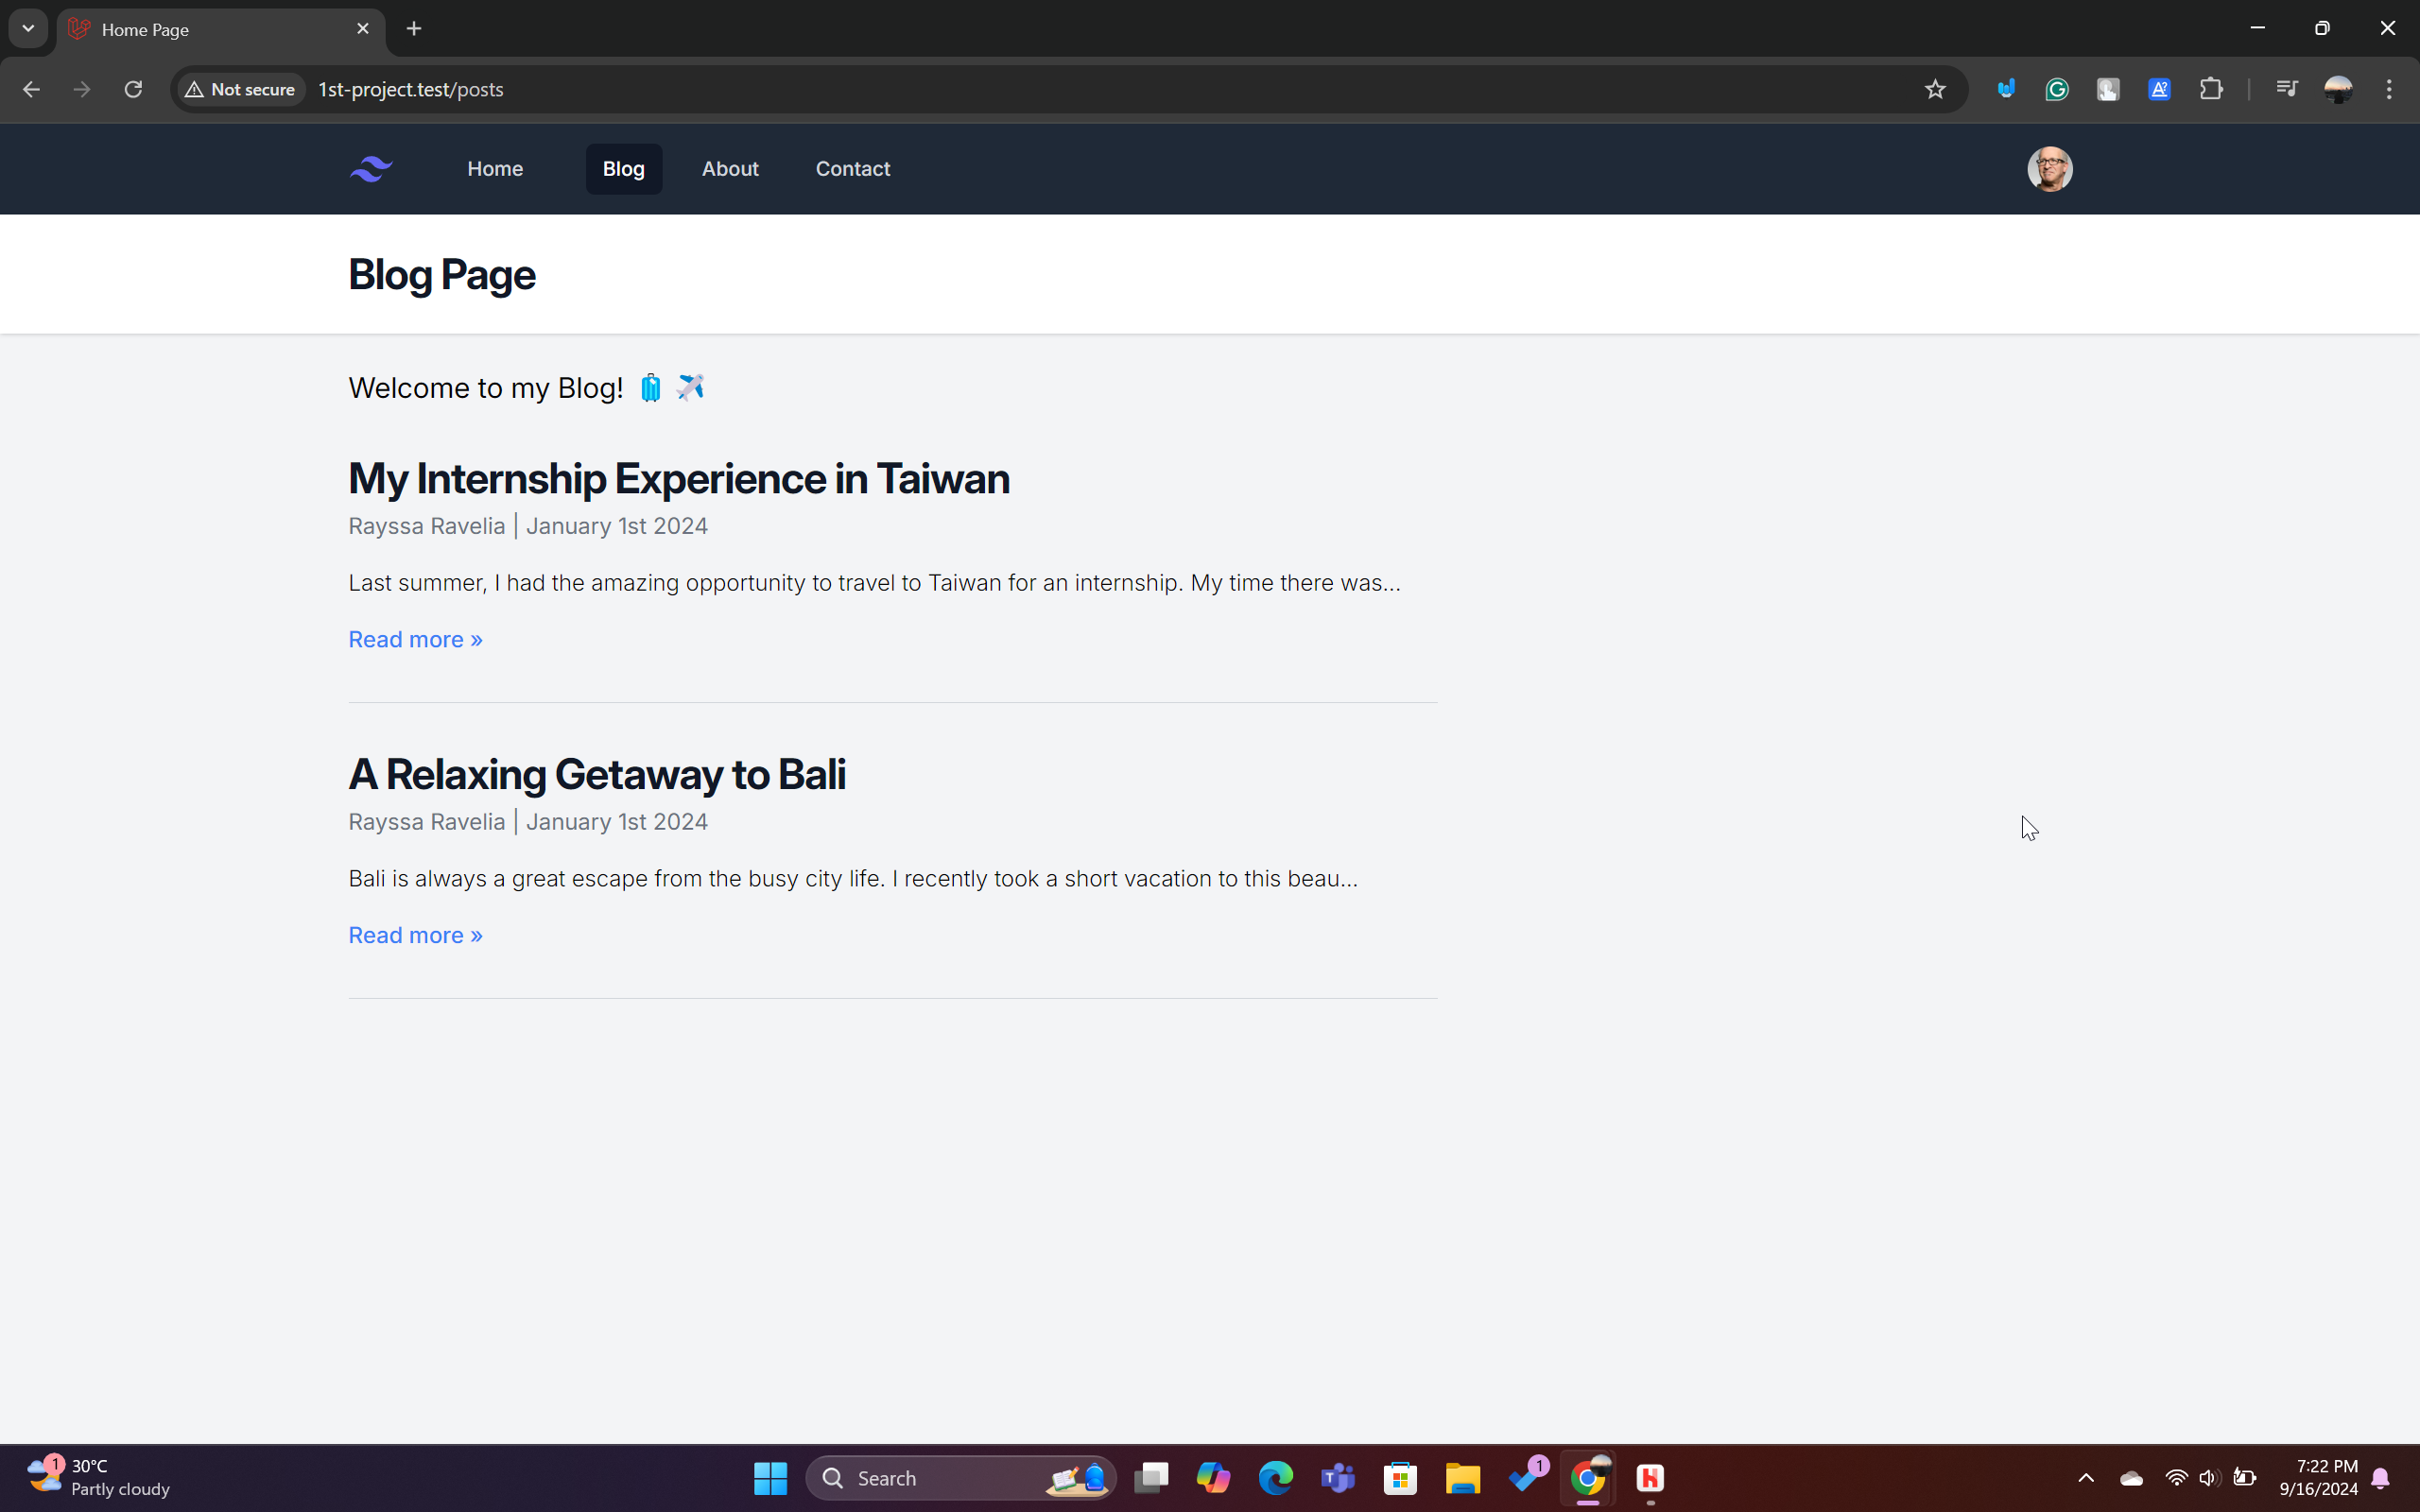 Home Page
Not secure
1st-project.test/posts
Home
Blog
About
Contact
Blog Page
Welcome to my Blog! 🧳 ✈️
My Internship Experience in Taiwan
Rayssa Ravelia | January 1st 2024
Last summer, I had the amazing opportunity to travel to Taiwan for an internship. My time there was...
Read more »
A Relaxing Getaway to Bali
Rayssa Ravelia | January 1st 2024
Bali is always a great escape from the busy city life. I recently took a short vacation to this beau...
Read more »
1
30°C
Partly cloudy
Search
1
7:22 PM
9/16/2024